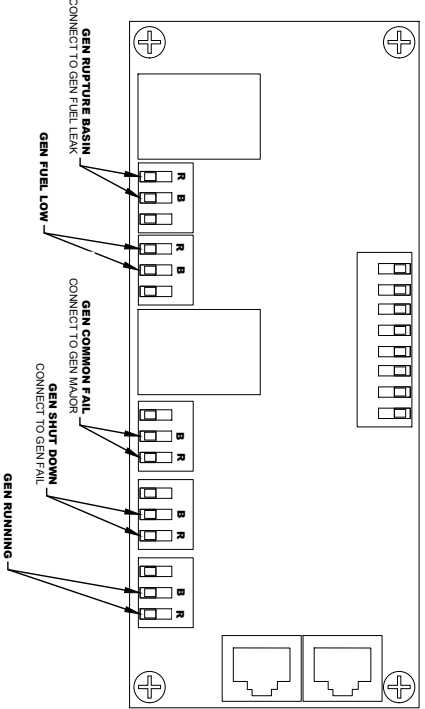 R
B
R
B
B
R
B
R
B
R
GEN RUPTURE BASIN
CONNECT TO GEN FUEL LEAK
GEN FUEL LOW
GEN COMMON FAIL
CONNECT TO GEN MAJOR
GEN SHUT DOWN
CONNECT TO GEN FAIL
GEN RUNNING